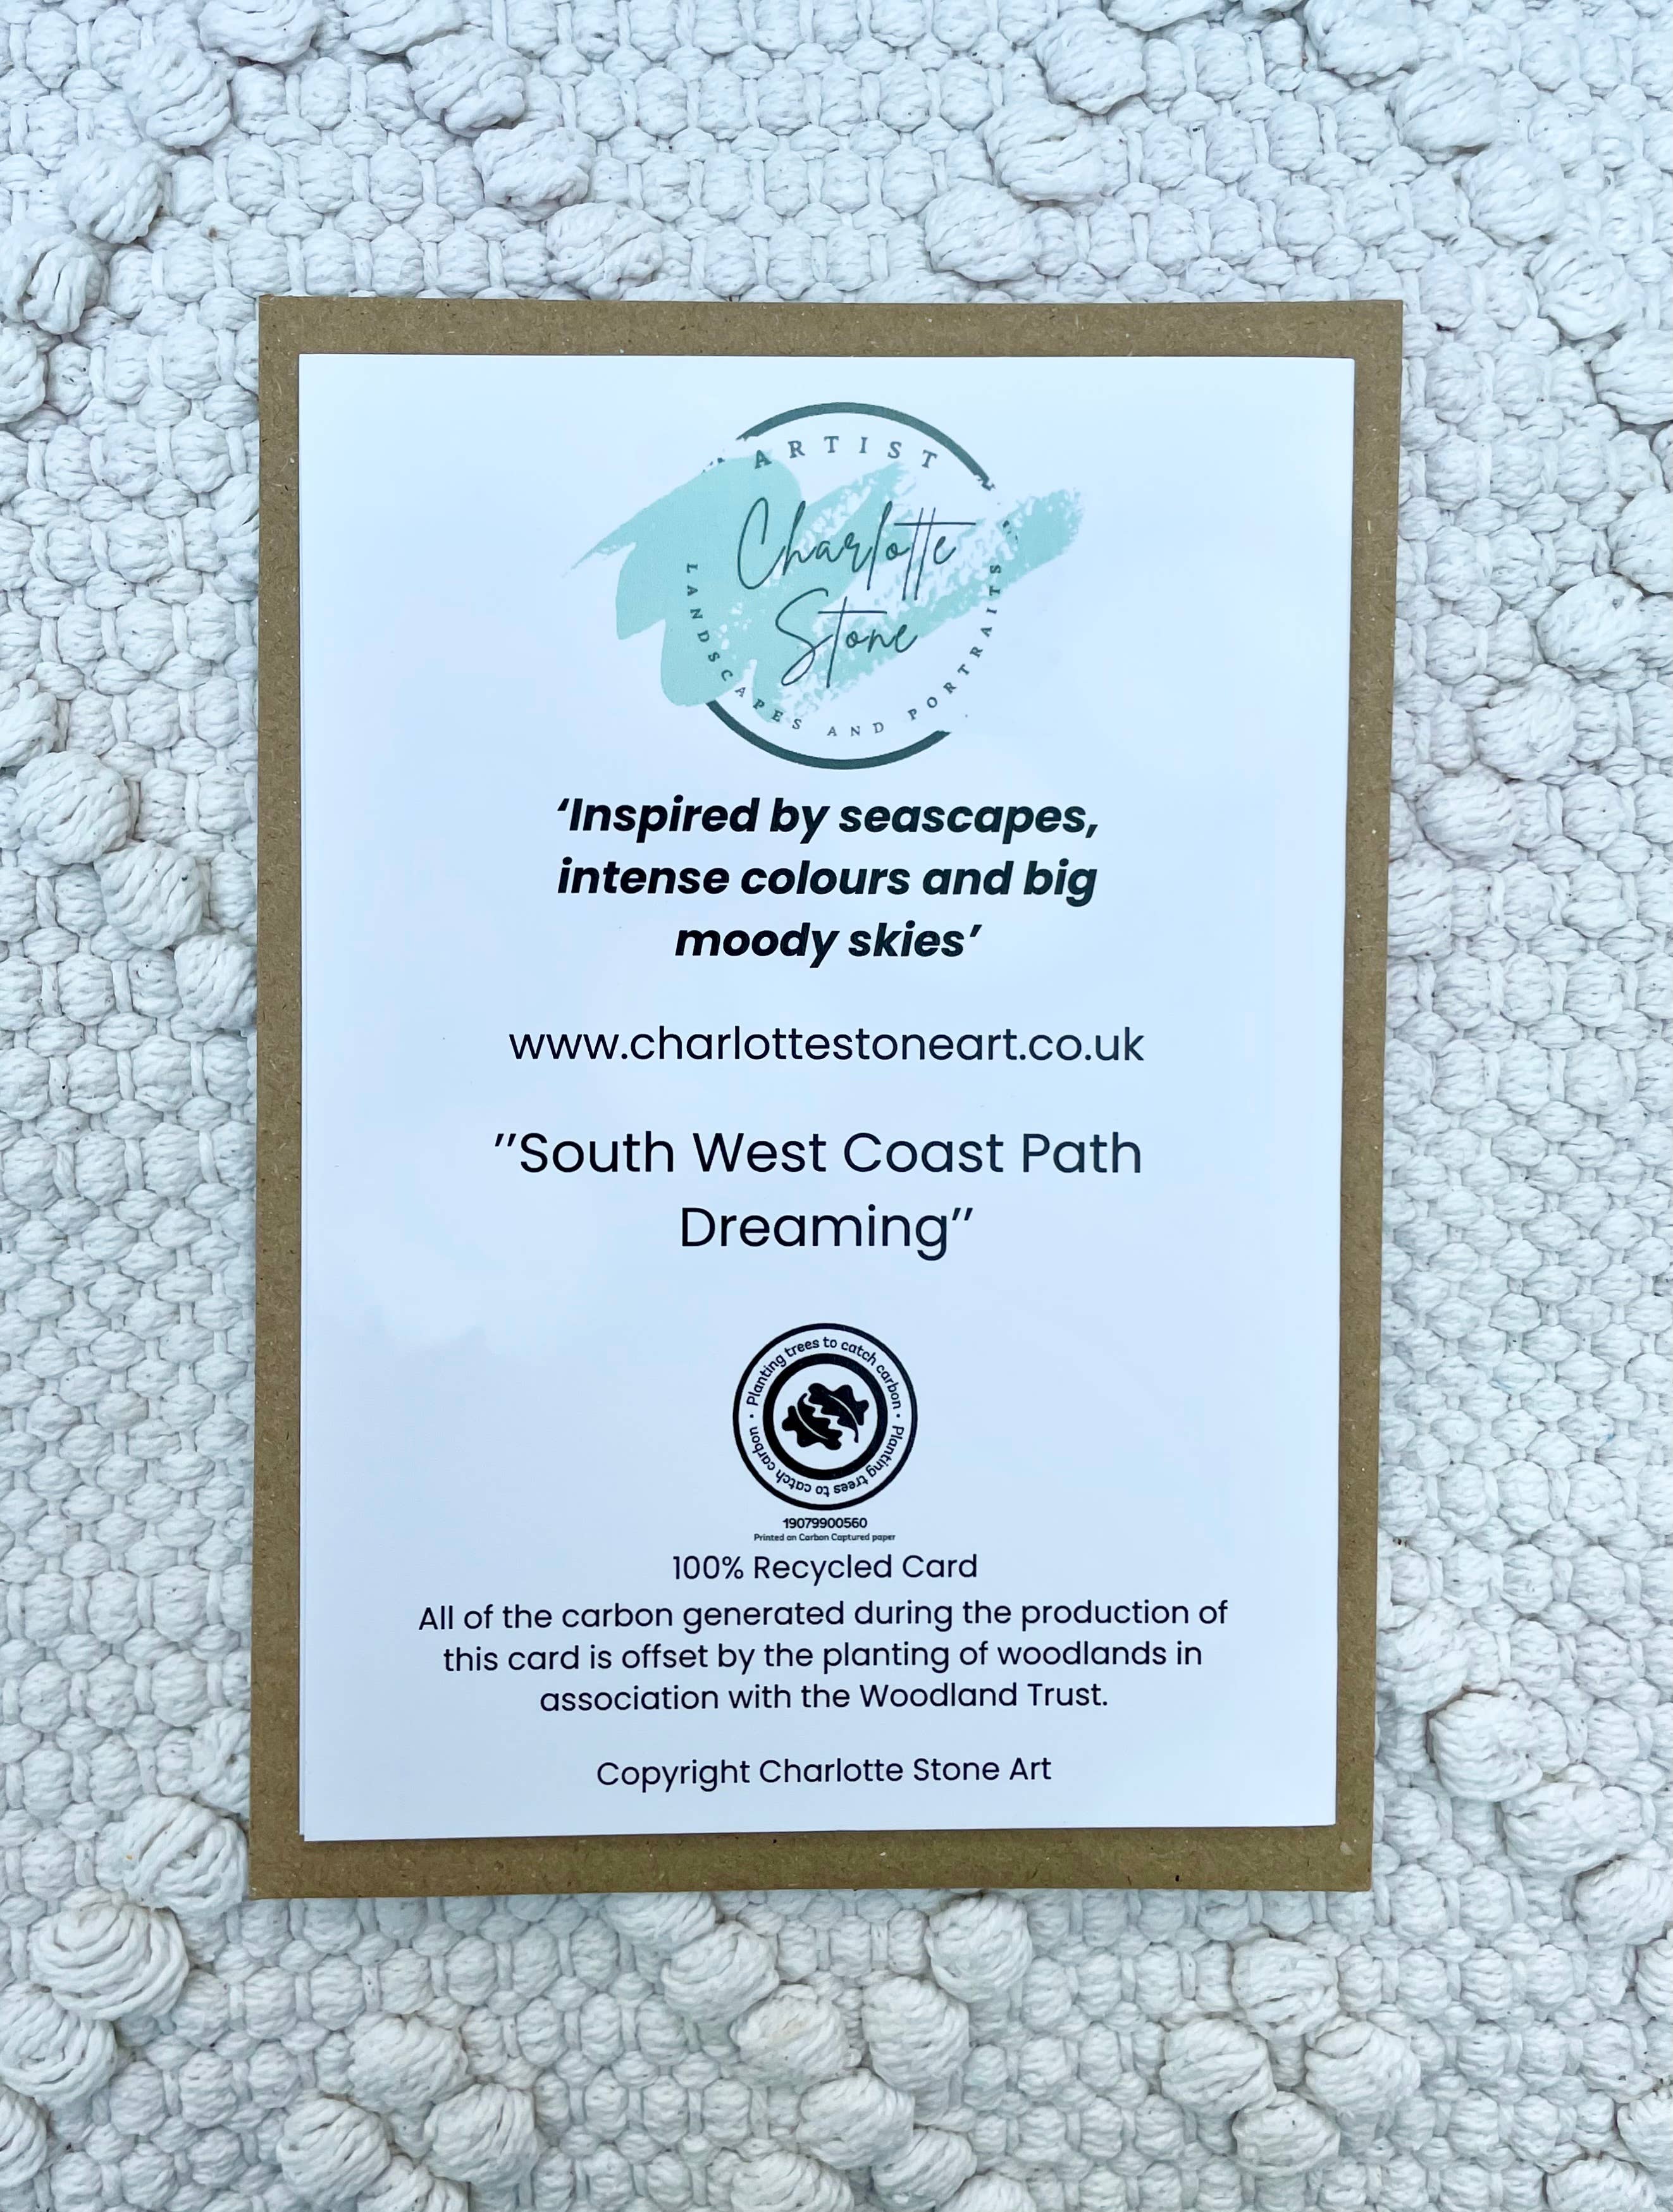 ARTIST
Charlotte
Stone
LANDSCAPES AND PORTRAITS
‘Inspired by seascapes,
intense colours and big
moody skies’
www.charlottestoneart.co.uk
"South West Coast Path
Dreaming"
Planting trees to catch carbon • Planting trees to catch carbon •
19079900560
Printed on Carbon Captured paper
100% Recycled Card
All of the carbon generated during the production of
this card is offset by the planting of woodlands in
association with the Woodland Trust.
Copyright Charlotte Stone Art